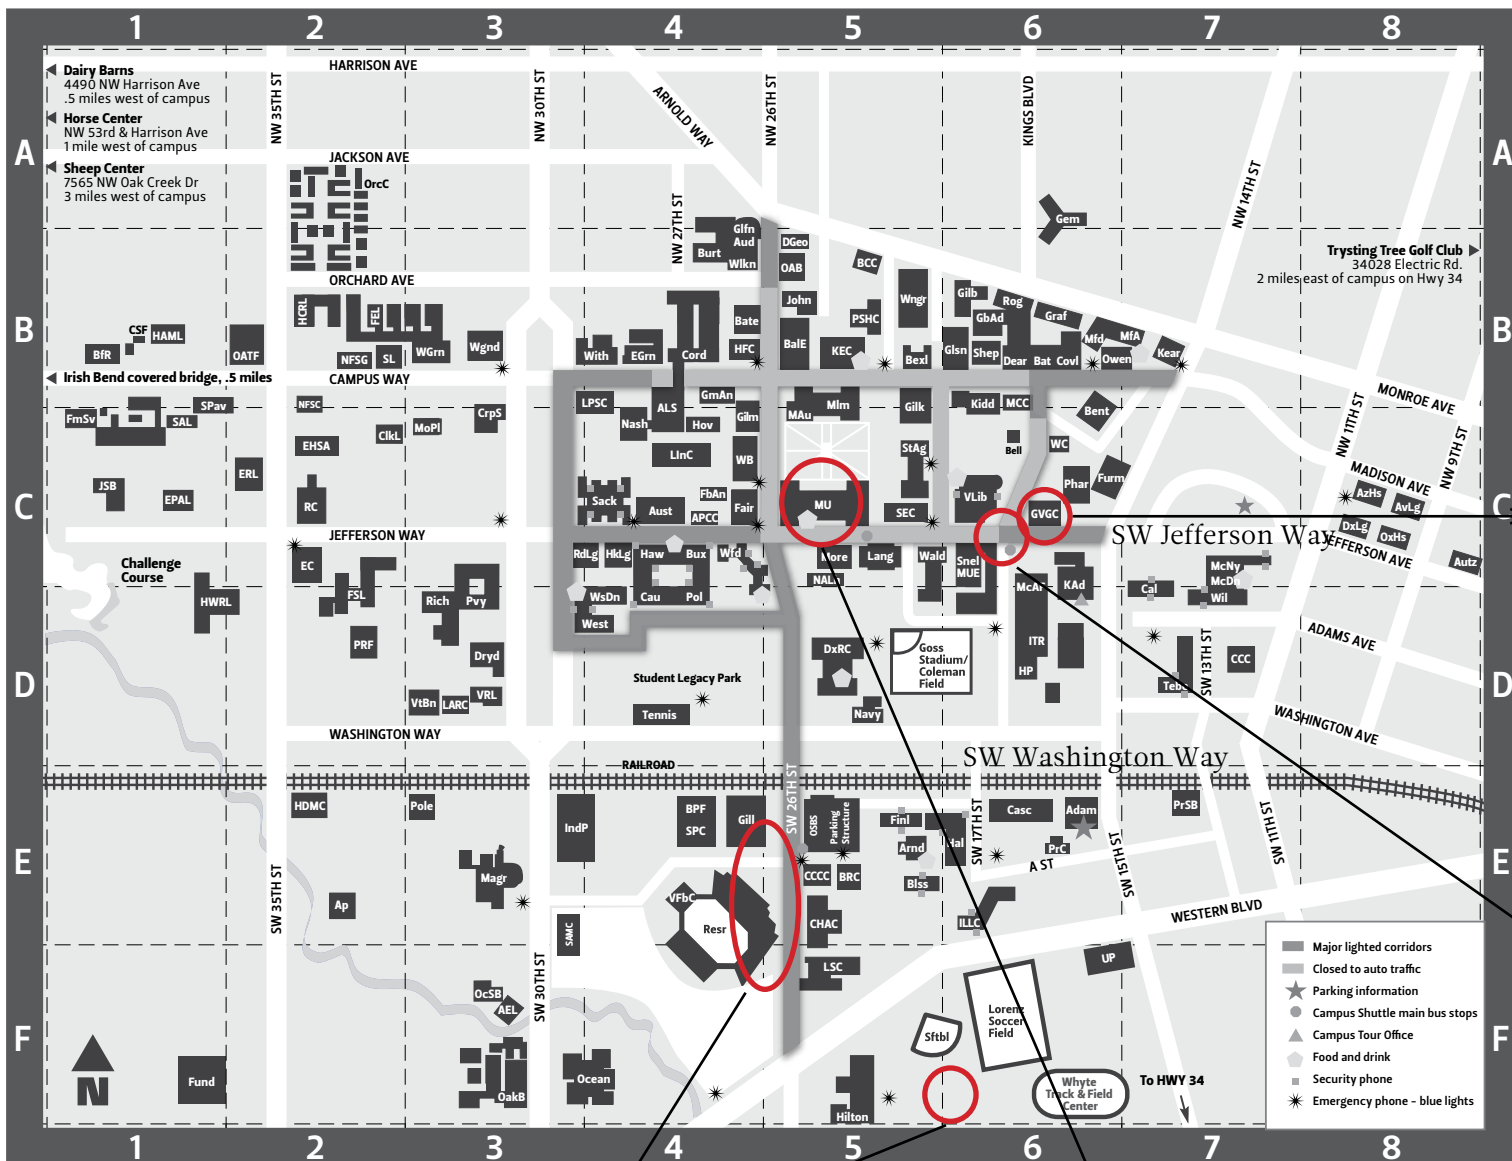 1 2 3 4 5 6 7 8
HARRISON AVE
Dairy Barns
4490 NW Harrison Ave
.5 miles west of campus
Horse Center
NW 53rd & Harrison Ave
1 mile west of campus
Sheep Center
7565 NW Oak Creek Dr
3 miles west of campus
NW 35TH ST
NW 30TH ST
ARNOLD WAY
NW 26TH ST
KINGS BLVD
NW 14TH ST
A A
JACKSON AVE
OrcC
NW 27TH ST
Gem
Glfn
Aud
Burt
Wlkn
DGeo
OAB
BCC
Trysting Tree Golf Club
34028 Electric Rd.
2 miles east of campus on Hwy 34
ORCHARD AVE
B B
HCRL
FEL
WGrn
NFSG
SL
Wgnd
CSF
HAML
BfR
OATF
With
EGrn
Cord
Bate
HFC
John
BalE
PSHC
KEC
Wngr
Bexl
Gilb
GbAd
Rog
Graf
Glsn
Shep
Dear
Bat
Covl
Mfd
MfA
Owen
Kear
Irish Bend covered bridge, .5 miles
CAMPUS WAY
MONROE AVE
NW 11TH ST
NW 9TH ST
MADISON AVE
FmSv
SPav
SAL
NFSC
EHSA
ClkL
MoPl
CrpS
LPSC
Nash
ALS
GmAn
Hov
Gilm
LInC
WB
MAu
Mlm
Gilk
StAg
Kidd
MCC
Bell
Bent
WC
Phar
Furm
C C
JSB
EPAL
ERL
RC
Sack
Aust
FbAn
APCC
Fair
MU
SEC
VLib
GVGC
AzHs
AvLg
DxLg
OxHs
Autz
JEFFERSON WAY
SW Jefferson Way
JEFFERSON AVE
Challenge
Course
HWRL
EC
FSL
PRF
Rich
Pvy
Dryd
VtBn
LARC
VRL
RdLg
HkLg
Haw
Bux
Wfd
WsDn
Cau
Pol
West
More
NALD
Lang
Wald
Snel
MUE
McAl
KAd
ITR
HP
Cal
McNy
McDn
Wil
ADAMS AVE
D D
Student Legacy Park
Tennis
DxRC
Navy
Goss
Stadium/
Coleman
Field
Tebe
SW 13TH ST
CCC
WASHINGTON AVE
WASHINGTON WAY
SW Washington Way
RAILROAD
SW 26TH ST
HDMC
Pole
IndP
BPF
SPC
Gill
OSBS
Parking
Structure
Finl
Arnd
Blss
Hal
SW 17TH ST
Casc
Adam
PrC
A ST
SW 15TH ST
PrSB
SW 11TH ST
WESTERN BLVD
E E
SW 35TH ST
Ap
Magr
VFbC
Resr
SAMC
CCCC
BRC
CHAC
LSC
ILLC
UP
SW 30TH ST
OcSB
AEL
OakB
Ocean
Fund
N
F F
Hilton
Sftbl
Lorenz
Soccer
Field
Whyte
Track & Field
Center
To HWY 34
Major lighted corridors
Closed to auto traffic
Parking information
Campus Shuttle main bus stops
Campus Tour Office
Food and drink
Security phone
Emergency phone - blue lights
1 2 3 4 5 6 7 8